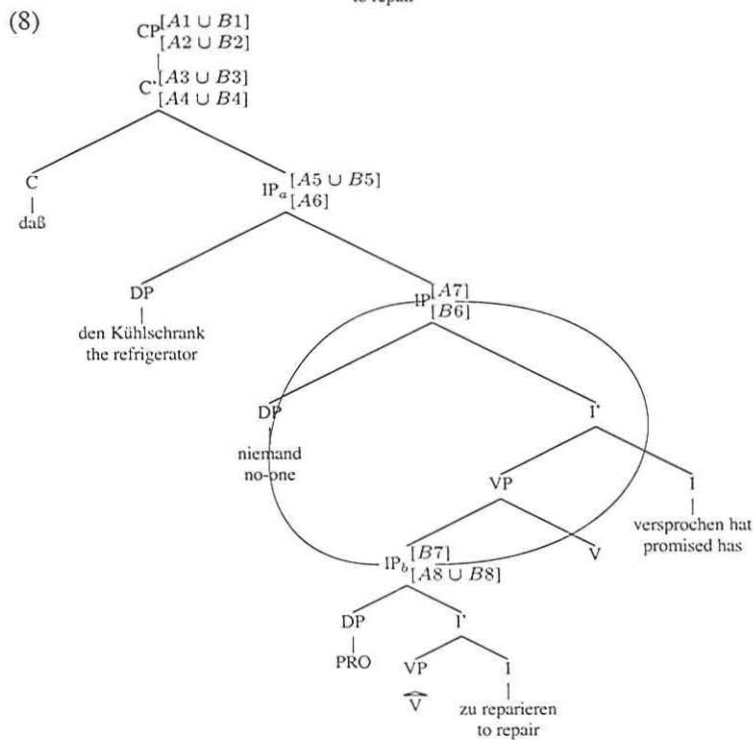 to repair
(8)
CP[A1 ∪ B1]
[A2 ∪ B2]
C'[A3 ∪ B3]
[A4 ∪ B4]
C
IPa[A5 ∪ B5]
[A6]
daß
DP
IP[A7]
[B6]
den Kühlschrank
the refrigerator
DP
I'
niemand
no-one
VP
I
versprochen hat
promised has
IPb[B7]
[A8 ∪ B8]
V
DP
I'
PRO
VP
I
V
zu reparieren
to repair